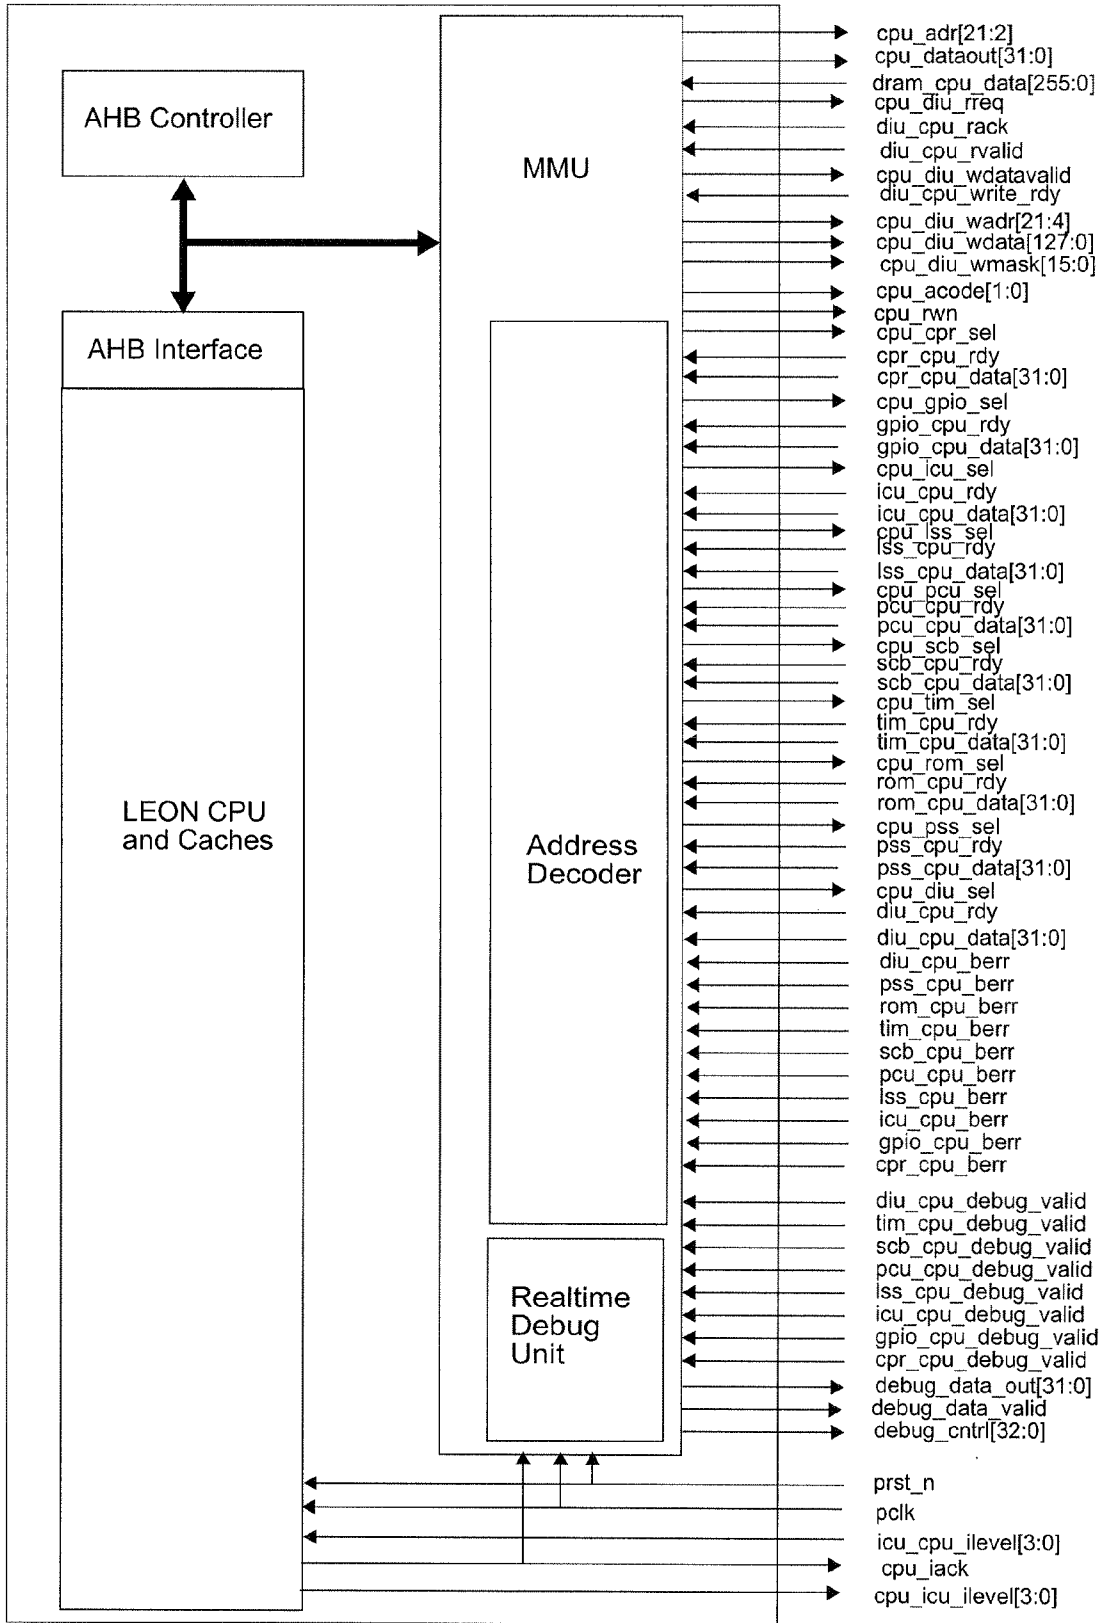 AHB Controller
AHB Interface
LEON CPU
and Caches
MMU
Address
Decoder
Realtime
Debug
Unit
cpu_adr[21:2]
cpu_dataout[31:0]
dram_cpu_data[255:0]
cpu_diu_rreq
diu_cpu_rack
diu_cpu_rvalid
cpu_diu_wdatavalid
diu_cpu_write_rdy
cpu_diu_wadr[21:4]
cpu_diu_wdata[127:0]
cpu_diu_wmask[15:0]
cpu_acode[1:0]
cpu_rwn
cpu_cpr_sel
cpr_cpu_rdy
cpr_cpu_data[31:0]
cpu_gpio_sel
gpio_cpu_rdy
gpio_cpu_data[31:0]
cpu_icu_sel
icu_cpu_rdy
icu_cpu_data[31:0]
cpu_lss_sel
lss_cpu_rdy
lss_cpu_data[31:0]
cpu_pcu_sel
pcu_cpu_rdy
pcu_cpu_data[31:0]
cpu_scb_sel
scb_cpu_rdy
scb_cpu_data[31:0]
cpu_tim_sel
tim_cpu_rdy
tim_cpu_data[31:0]
cpu_rom_sel
rom_cpu_rdy
rom_cpu_data[31:0]
cpu_pss_sel
pss_cpu_rdy
pss_cpu_data[31:0]
cpu_diu_sel
diu_cpu_rdy
diu_cpu_data[31:0]
diu_cpu_berr
pss_cpu_berr
rom_cpu_berr
tim_cpu_berr
scb_cpu_berr
pcu_cpu_berr
lss_cpu_berr
icu_cpu_berr
gpio_cpu_berr
cpr_cpu_berr
diu_cpu_debug_valid
tim_cpu_debug_valid
scb_cpu_debug_valid
pcu_cpu_debug_valid
lss_cpu_debug_valid
icu_cpu_debug_valid
gpio_cpu_debug_valid
cpr_cpu_debug_valid
debug_data_out[31:0]
debug_data_valid
debug_cntrl[32:0]
prst_n
pclk
icu_cpu_ilevel[3:0]
cpu_iack
cpu_icu_ilevel[3:0]